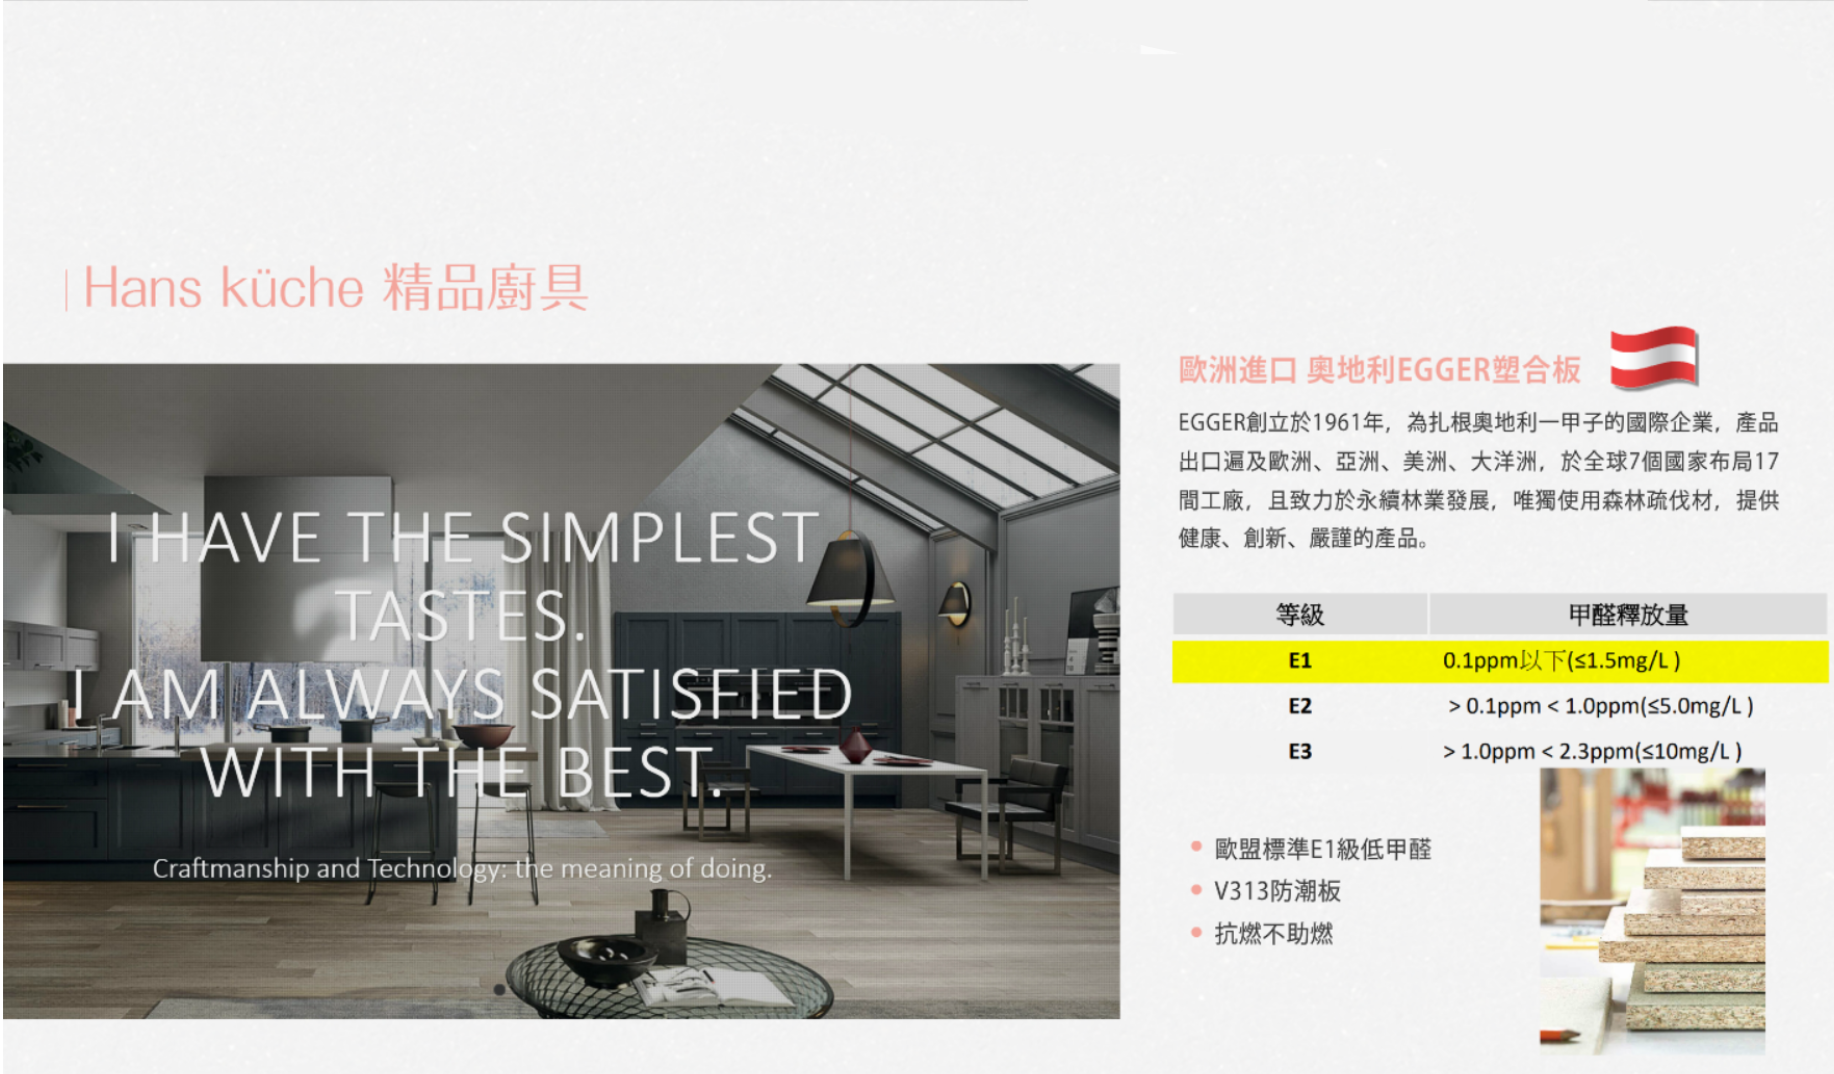 Hans küche 精品廚具
I HAVE THE SIMPLEST
TASTES.
I AM ALWAYS SATISFIED
WITH THE BEST.
Craftmanship and Technology: the meaning of doing.
歐洲進口 奧地利EGGER塑合板
EGGER創立於1961年，為扎根奧地利一甲子的國際企業，產品
出口遍及歐洲、亞洲、美洲、大洋洲，於全球7個國家布局17
間工廠，且致力於永續林業發展，唯獨使用森林疏伐材，提供
健康、創新、嚴謹的產品。
等級 甲醛釋放量
E1 0.1ppm以下(≤1.5mg/L )
E2 > 0.1ppm < 1.0ppm(≤5.0mg/L )
E3 > 1.0ppm < 2.3ppm(≤10mg/L )
• 歐盟標準E1級低甲醛
• V313防潮板
• 抗燃不助燃